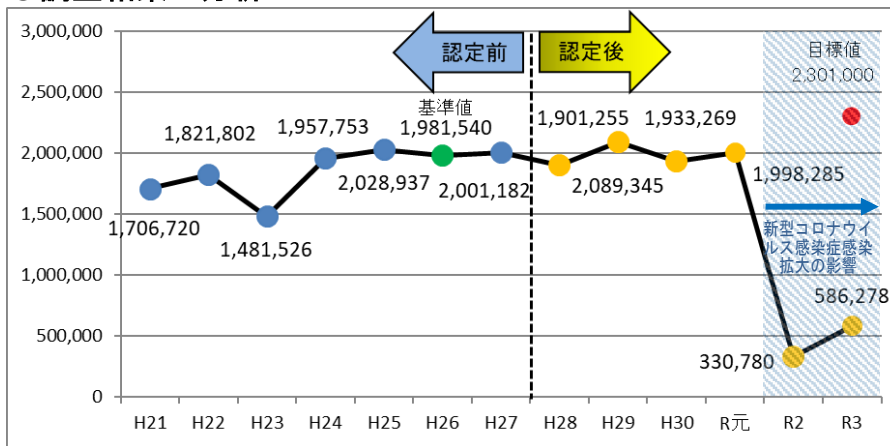 3,000,000
2,500,000
2,000,000
1,500,000
1,000,000
500,000
0
認定前
認定後
基準値
目標値
2,301,000
1,706,720
1,821,802
1,481,526
1,957,753
2,028,937
1,981,540
2,001,182
1,901,255
2,089,345
1,933,269
1,998,285
新型コロナウイ
ルス感染症感染
拡大の影響
330,780
586,278
H21 H22 H23 H24 H25 H26 H27 H28 H29 H30 R元 R2 R3